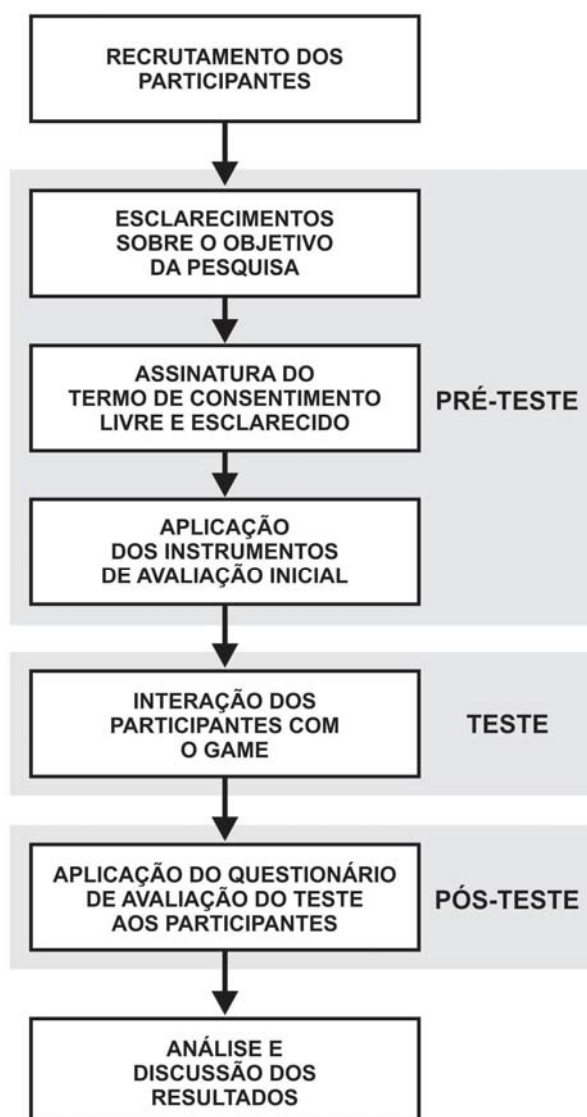 RECRUTAMENTO DOS
PARTICIPANTES
ESCLARECIMENTOS
SOBRE O OBJETIVO
DA PESQUISA
ASSINATURA DO
TERMO DE CONSENTIMENTO
LIVRE E ESCLARECIDO
PRÉ-TESTE
APLICAÇÃO
DOS INSTRUMENTOS
DE AVALIAÇÃO INICIAL
INTERAÇÃO DOS
PARTICIPANTES COM
O GAME
TESTE
APLICAÇÃO DO QUESTIONÁRIO
DE AVALIAÇÃO DO TESTE
AOS PARTICIPANTES
PÓS-TESTE
ANÁLISE E
DISCUSSÃO DOS
RESULTADOS